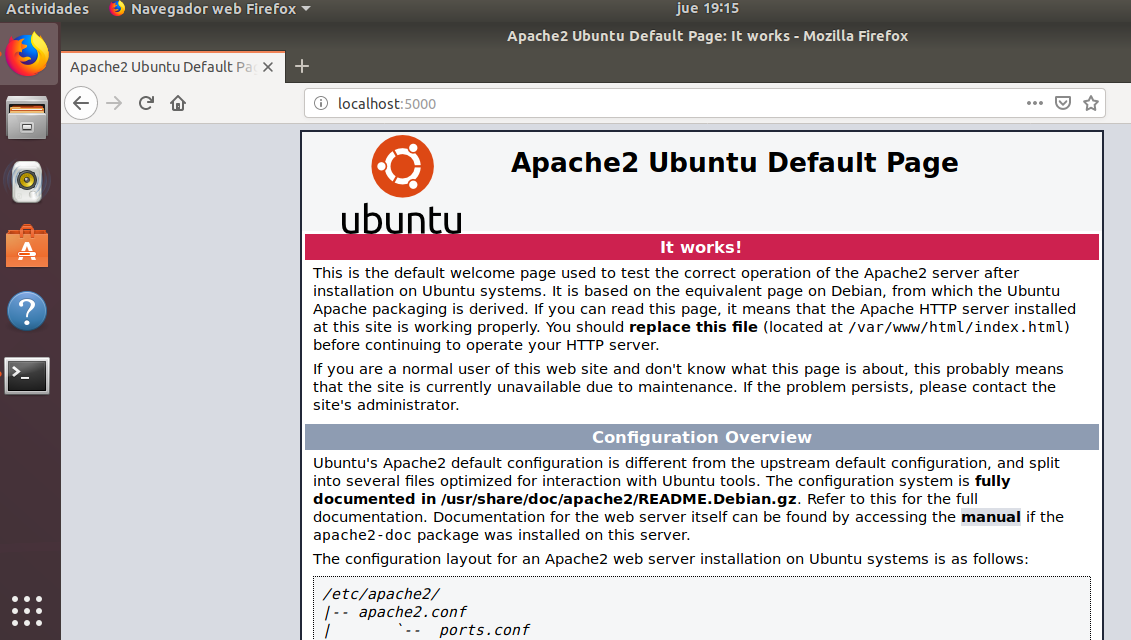 Actividades Navegador web Firefox jue 19:15
Apache2 Ubuntu Default Page: It works - Mozilla Firefox
Apache2 Ubuntu Default Pa
localhost:5000
ubuntu
Apache2 Ubuntu Default Page
It works!
This is the default welcome page used to test the correct operation of the Apache2 server after
installation on Ubuntu systems. It is based on the equivalent page on Debian, from which the Ubuntu
Apache packaging is derived. If you can read this page, it means that the Apache HTTP server installed
at this site is working properly. You should replace this file (located at /var/www/html/index.html)
before continuing to operate your HTTP server.
If you are a normal user of this web site and don't know what this page is about, this probably means
that the site is currently unavailable due to maintenance. If the problem persists, please contact the
site's administrator.
Configuration Overview
Ubuntu's Apache2 default configuration is different from the upstream default configuration, and split
into several files optimized for interaction with Ubuntu tools. The configuration system is fully
documented in /usr/share/doc/apache2/README.Debian.gz. Refer to this for the full
documentation. Documentation for the web server itself can be found by accessing the manual if the
apache2-doc package was installed on this server.
The configuration layout for an Apache2 web server installation on Ubuntu systems is as follows:
/etc/apache2/
|-- apache2.conf
|       `--  ports.conf